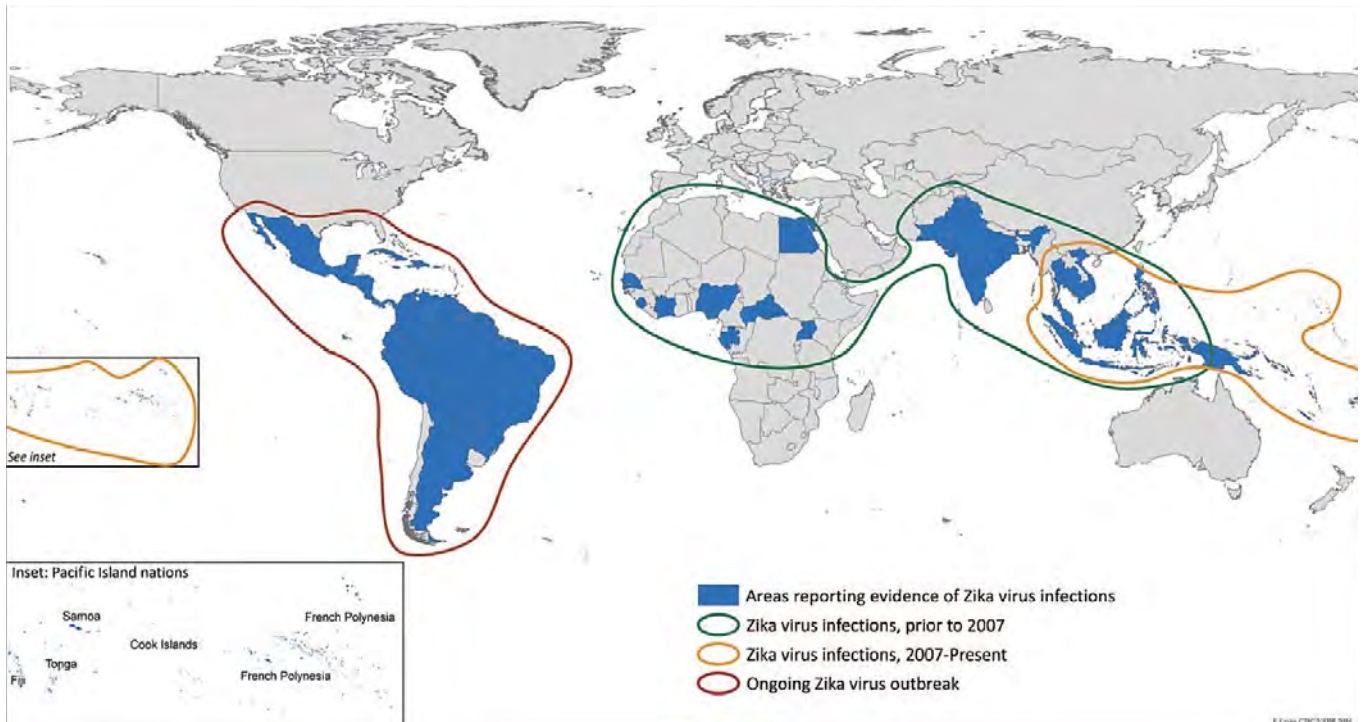 See inset
Inset: Pacific Island nations
French Polynesia
Samoa
Cook Islands
Tonga
Fiji
French Polynesia
Areas reporting evidence of Zika virus infections
Zika virus infections, prior to 2007
Zika virus infections, 2007-Present
Ongoing Zika virus outbreak